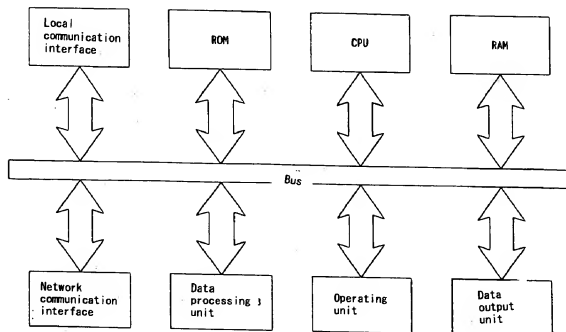 Local
communication
interface
ROM
CPU
RAM
Bus
Network
communication
interface
Data
processing
unit
Operating
unit
Data
output
unit